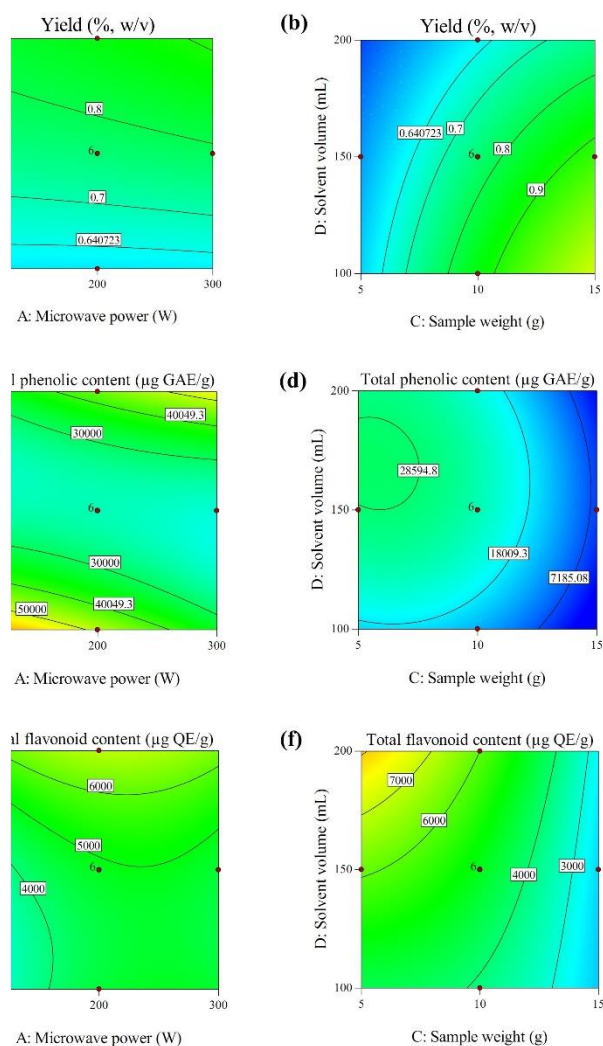 Yield (%, w/v)
0.8
6
0.7
0.640723
200
300
A: Microwave power (W)
(b)
Yield (%, w/v)
D: Solvent volume (mL)
200
150
100
0.640723
0.7
0.8
0.9
6
5
10
15
C: Sample weight (g)
l phenolic content (µg GAE/g)
40049.3
30000
6
30000
40049.3
50000
200
300
A: Microwave power (W)
(d)
Total phenolic content (µg GAE/g)
D: Solvent volume (mL)
200
150
100
28594.8
6
18009.3
7185.08
5
10
15
C: Sample weight (g)
al flavonoid content (µg QE/g)
6000
5000
6
4000
200
300
A: Microwave power (W)
(f)
Total flavonoid content (µg QE/g)
D: Solvent volume (mL)
200
150
100
7000
6000
6
4000
3000
5
10
15
C: Sample weight (g)